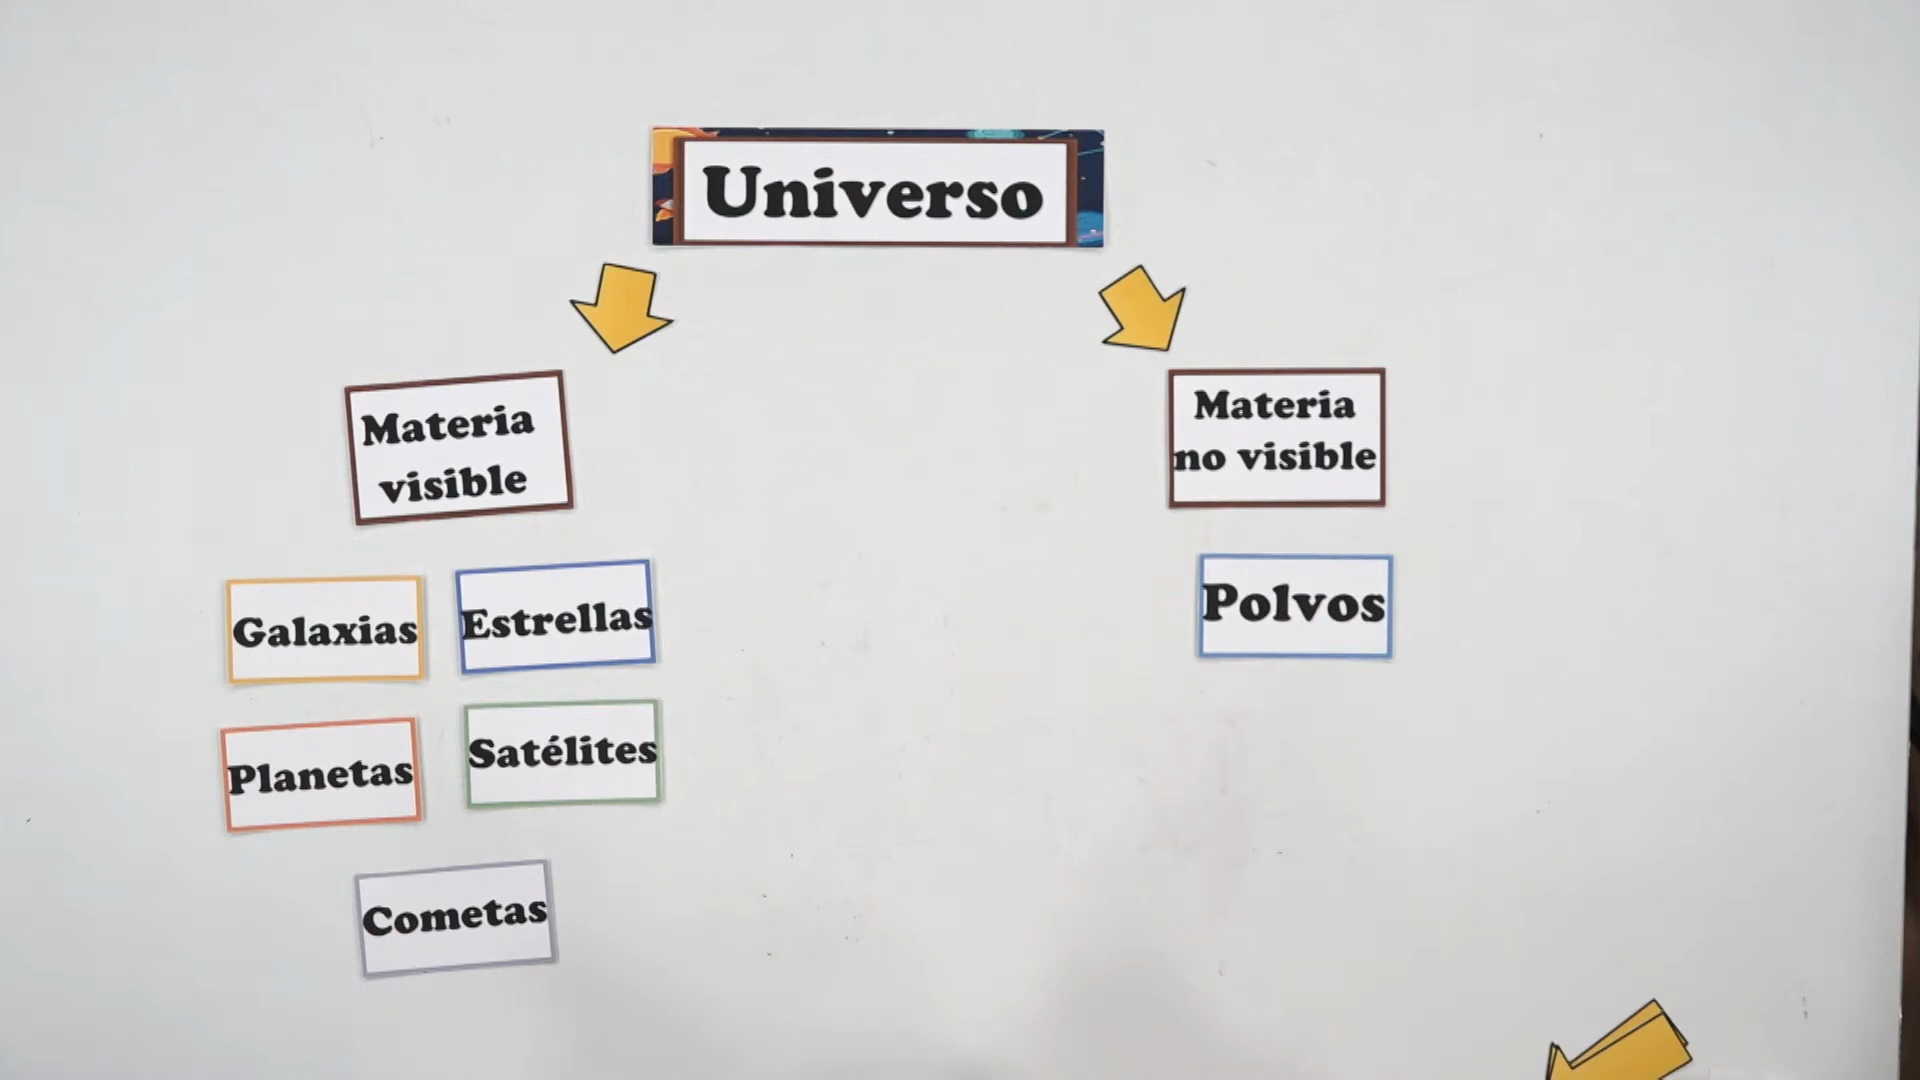 Universo
Materia
visible
Materia
no visible
Galaxias
Estrellas
Polvos
Planetas
Satélites
Cometas